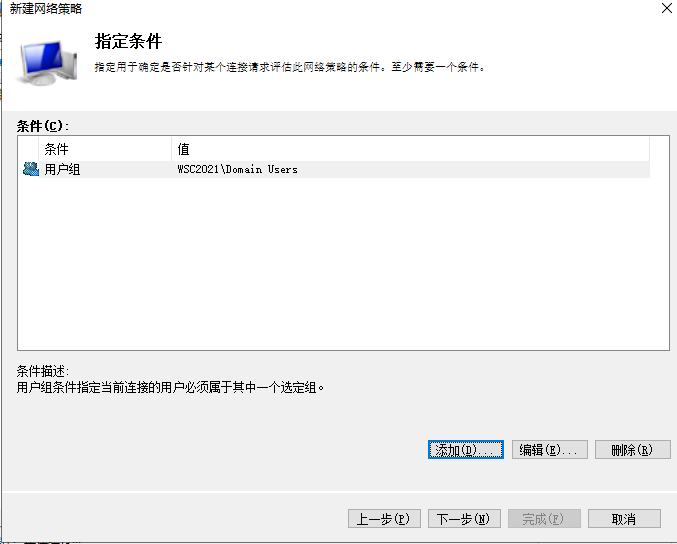 新建网络策略
指定条件
指定用于确定是否针对某个连接请求评估此网络策略的条件。至少需要一个条件。
条件(C):
条件 值
用户组 WSC2021\Domain Users
条件描述:
用户组条件指定当前连接的用户必须属于其中一个选定组。
添加(D)... 编辑(E)... 删除(R)
上一步(P) 下一步(N) 完成(F) 取消